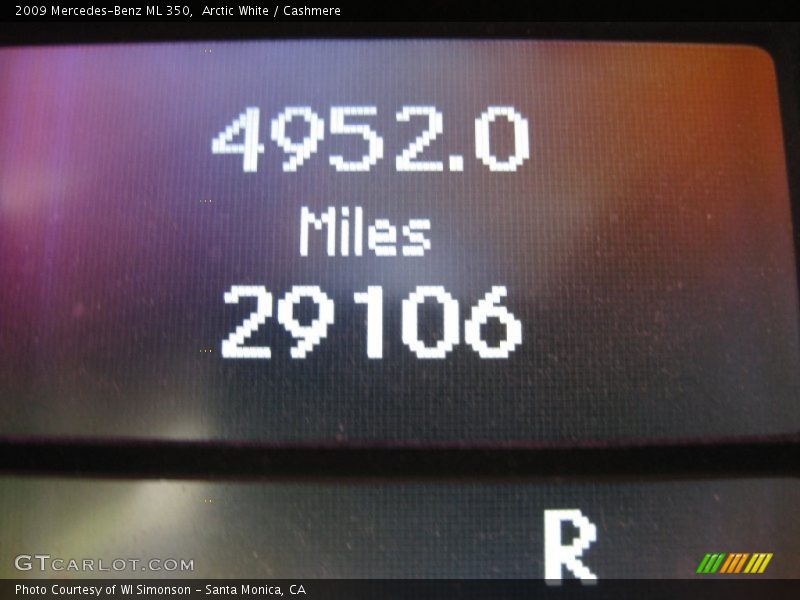 2009 Mercedes-Benz ML 350,  Arctic White / Cashmere
4952.0
Miles
29106
R
GTCARLOT.COM
Photo Courtesy of WI Simonson - Santa Monica, CA